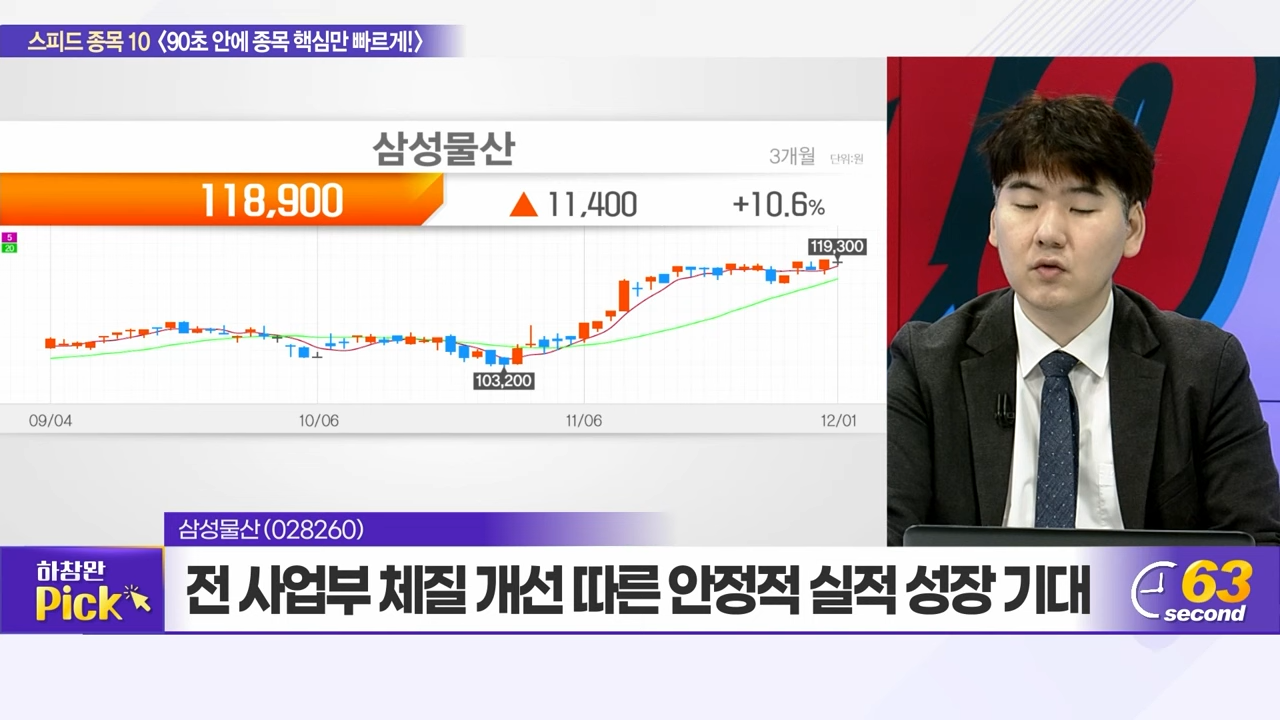 스피드 종목 10 <90초 안에 종목 핵심만 빠르게!>
삼성물산
3개월 단위:원
118,900 ▲ 11,400 +10.6%
5
20
119,300
103,200
09/04 10/06 11/06 12/01
삼성물산(028260)
하창완
Pick
전 사업부 체질 개선 따른 안정적 실적 성장 기대
63
second